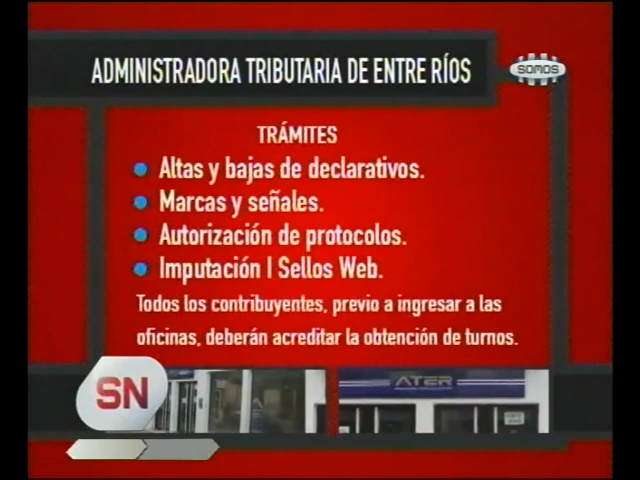 ADMINISTRADORA TRIBUTARIA DE ENTRE RÍOS
SOMOS
TRÁMITES
Altas y bajas de declarativos.
Marcas y señales.
Autorización de protocolos.
Imputación | Sellos Web.
Todos los contribuyentes, previo a ingresar a las
oficinas, deberán acreditar la obtención de turnos.
SN
ATER